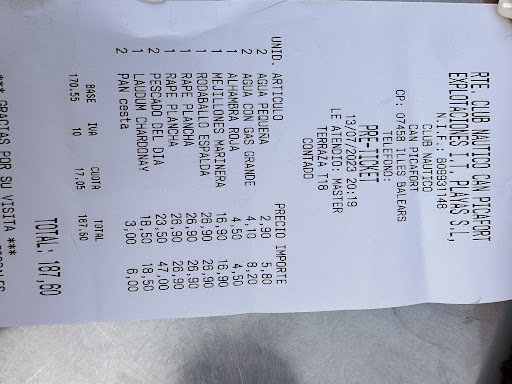 RTE. CLUB NAUTICO CAN PICAFORT
EXPLOTACIONES IT. PLAYAS S.L,
N.I.F.: B09931148
CLUB NAUTICO
CAN PICAFORT
CP: 07458 ILLES BALEARS
TELEFONO:
PRE-TICKET
13/07/2023 20:19
LE ATENDIO: MASTER
TERRAZA T18
CONTADO
UNID. ARTICULO PRECIO IMPORTE
2 AGUA PEQUEÑA 2,90 5,80
2 AGUA CON GAS GRANDE 4,10 8,20
1 ALHAMBRA ROJA 4,50 4,50
1 MEJILLONES MARINERA 16,90 16,90
1 RODABALLO ESPALDA 26,90 26,90
1 RAPE PLANCHA 26,90 26,90
1 RAPE PLANCHA 26,90 26,90
2 PESCADO DEL DIA 23,50 47,00
1 LAUDUM CHARDONAY 18,50 18,50
2 PAN cesta 3,00 6,00
BASE IVA CUOTA TOTAL
170.55 10 17.05 187.60
TOTAL: 187,60
*** GRACIAS POR SU VISITA ***